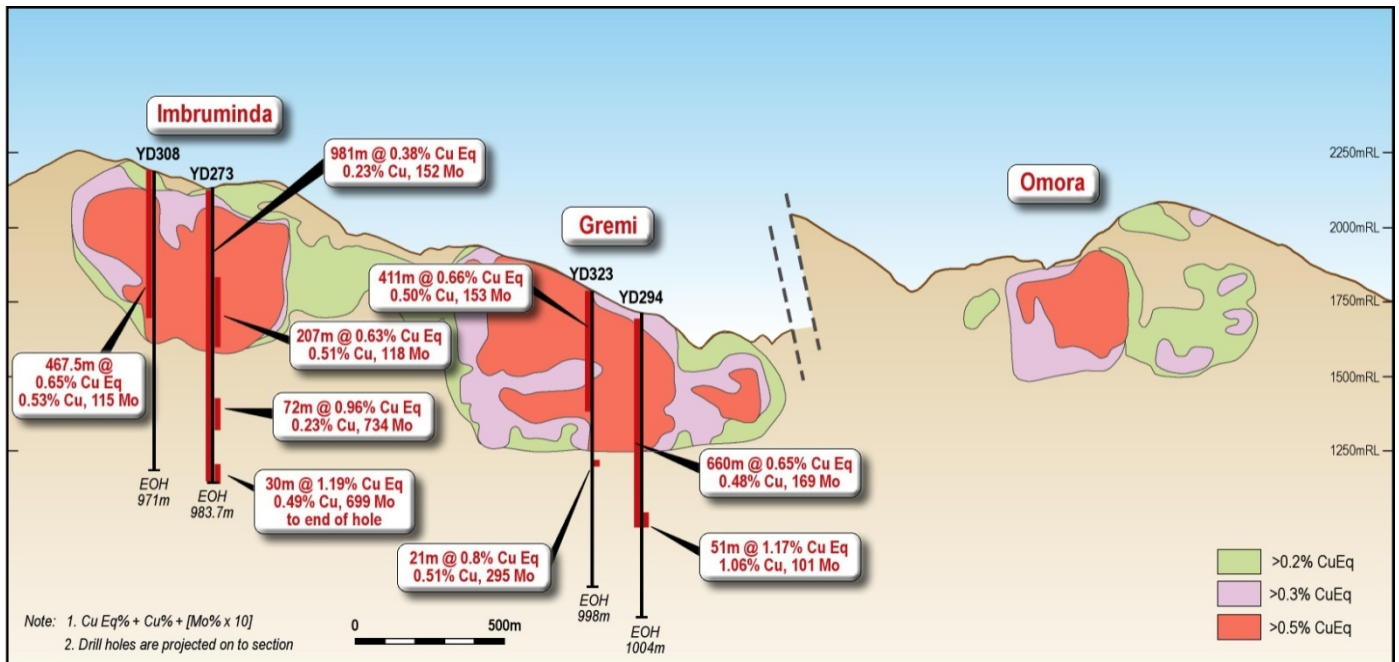 Imbruminda
YD308
YD273
981m @ 0.38% Cu Eq
0.23% Cu, 152 Mo
2250mRL
Omora
Gremi
2000mRL
YD323
411m @ 0.66% Cu Eq
0.50% Cu, 153 Mo
YD294
1750mRL
207m @ 0.63% Cu Eq
0.51% Cu, 118 Mo
467.5m @
0.65% Cu Eq
0.53% Cu, 115 Mo
1500mRL
72m @ 0.96% Cu Eq
0.23% Cu, 734 Mo
1250mRL
EOH
971m
EOH
983.7m
30m @ 1.19% Cu Eq
0.49% Cu, 699 Mo
to end of hole
660m @ 0.65% Cu Eq
0.48% Cu, 169 Mo
21m @ 0.8% Cu Eq
0.51% Cu, 295 Mo
51m @ 1.17% Cu Eq
1.06% Cu, 101 Mo
EOH
998m
EOH
1004m
>0.2% CuEq
>0.3% CuEq
>0.5% CuEq
Note: 1. Cu Eq% + Cu% + [Mo% x 10]
2. Drill holes are projected on to section
0 500m